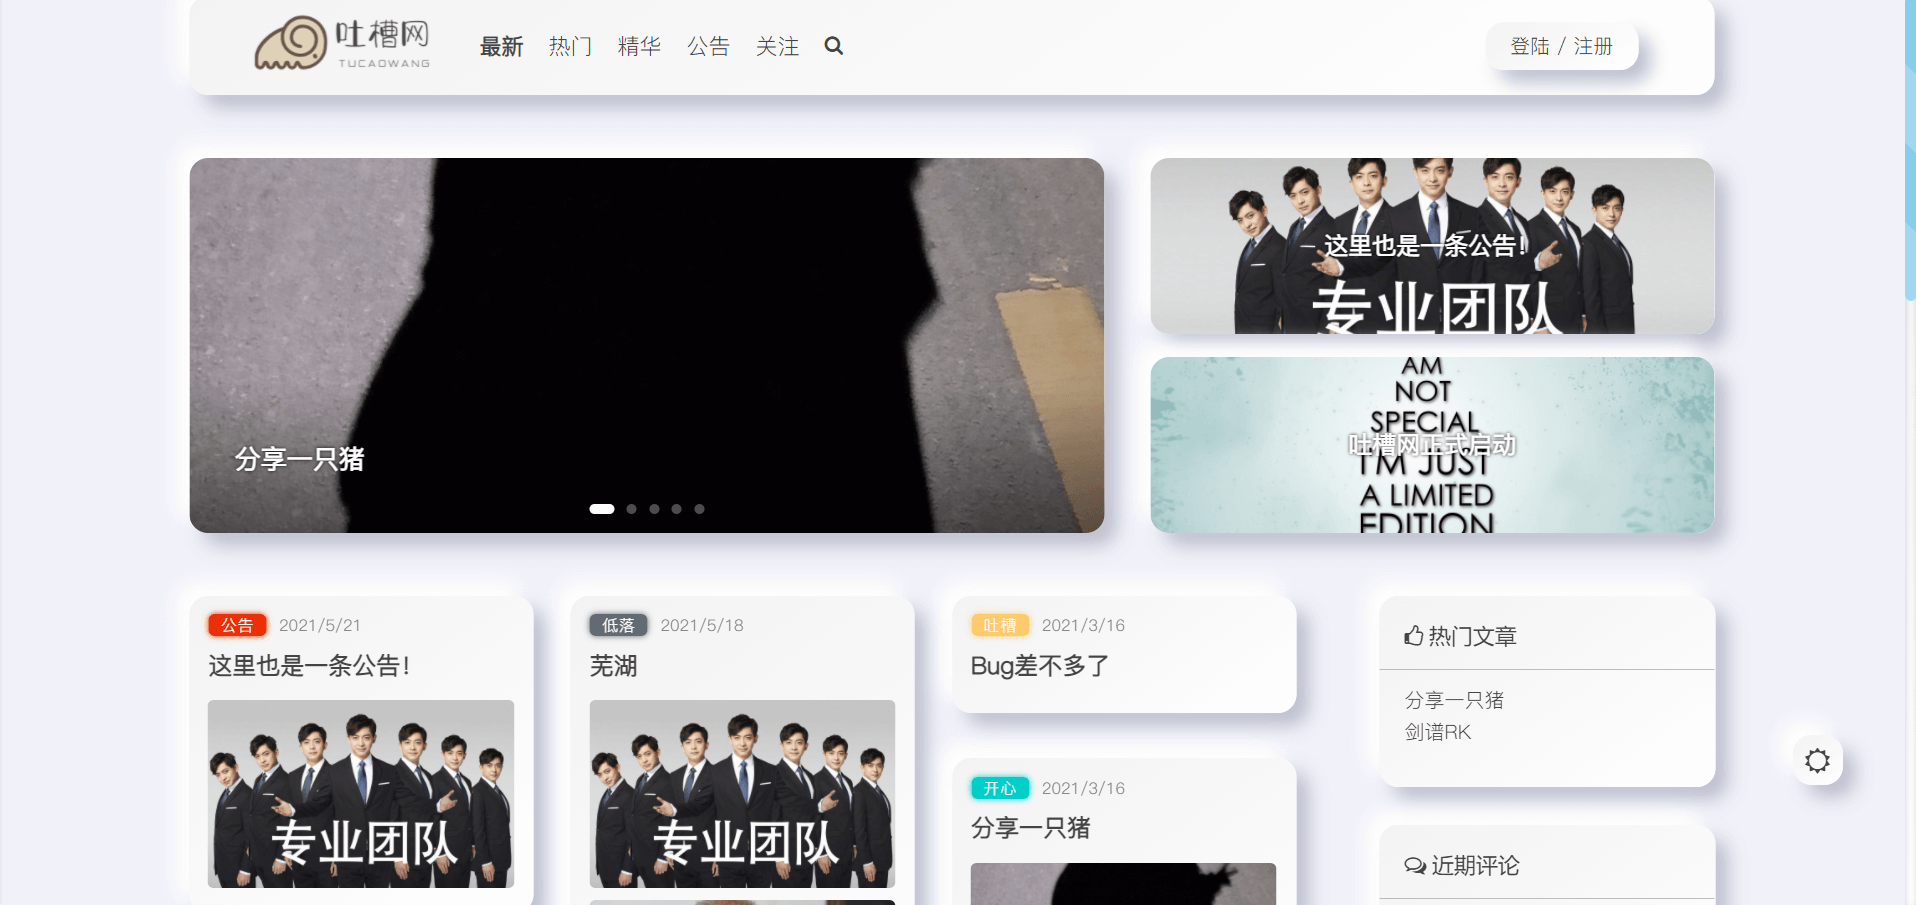 吐槽网
TUCAOWANG
最新 热门 精华 公告 关注
登陆 / 注册
分享一只猪
这里也是一条公告!
专业团队
AM
NOT
SPECIAL
吐槽网正式启动
I'M JUST
A LIMITED
EDITION
公告 2021/5/21
这里也是一条公告!
专业团队
低落 2021/5/18
芜湖
专业团队
吐槽 2021/3/16
Bug差不多了
开心 2021/3/16
分享一只猪
热门文章
分享一只猪
剑谱RK
近期评论